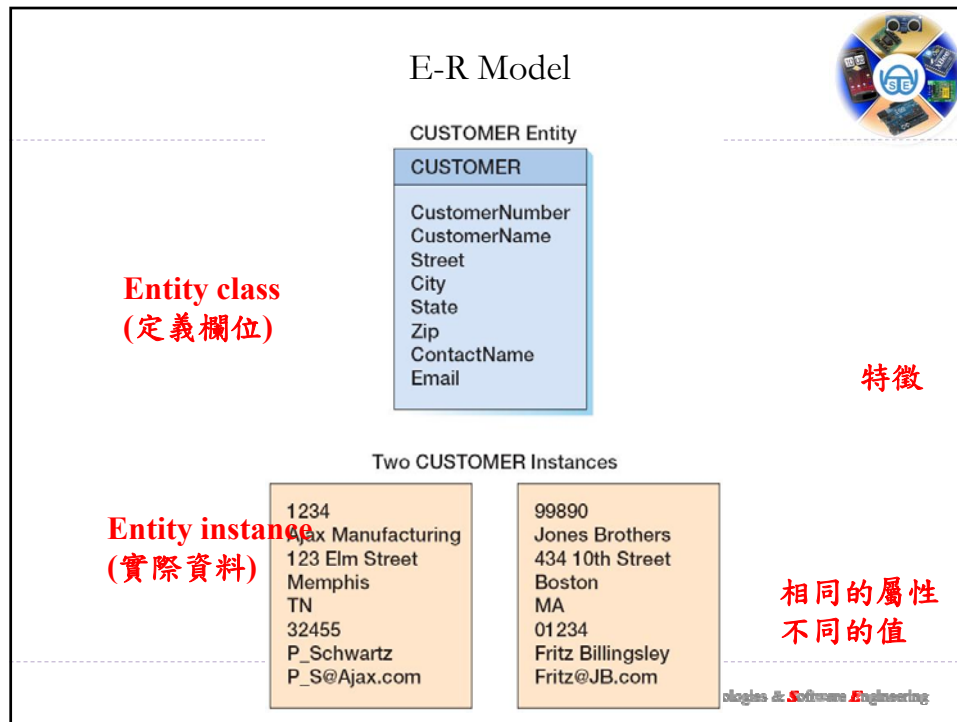 E-R Model
CUSTOMER Entity
CUSTOMER
CustomerNumber
CustomerName
Street
City
State
Zip
ContactName
Email
Entity class
(定義欄位)
特徵
Two CUSTOMER Instances
1234
Ajax Manufacturing
123 Elm Street
Memphis
TN
32455
P_Schwartz
P_S@Ajax.com
99890
Jones Brothers
434 10th Street
Boston
MA
01234
Fritz Billingsley
Fritz@JB.com
Entity instance
(實際資料)
相同的屬性
不同的值
& Software Engineering
S E